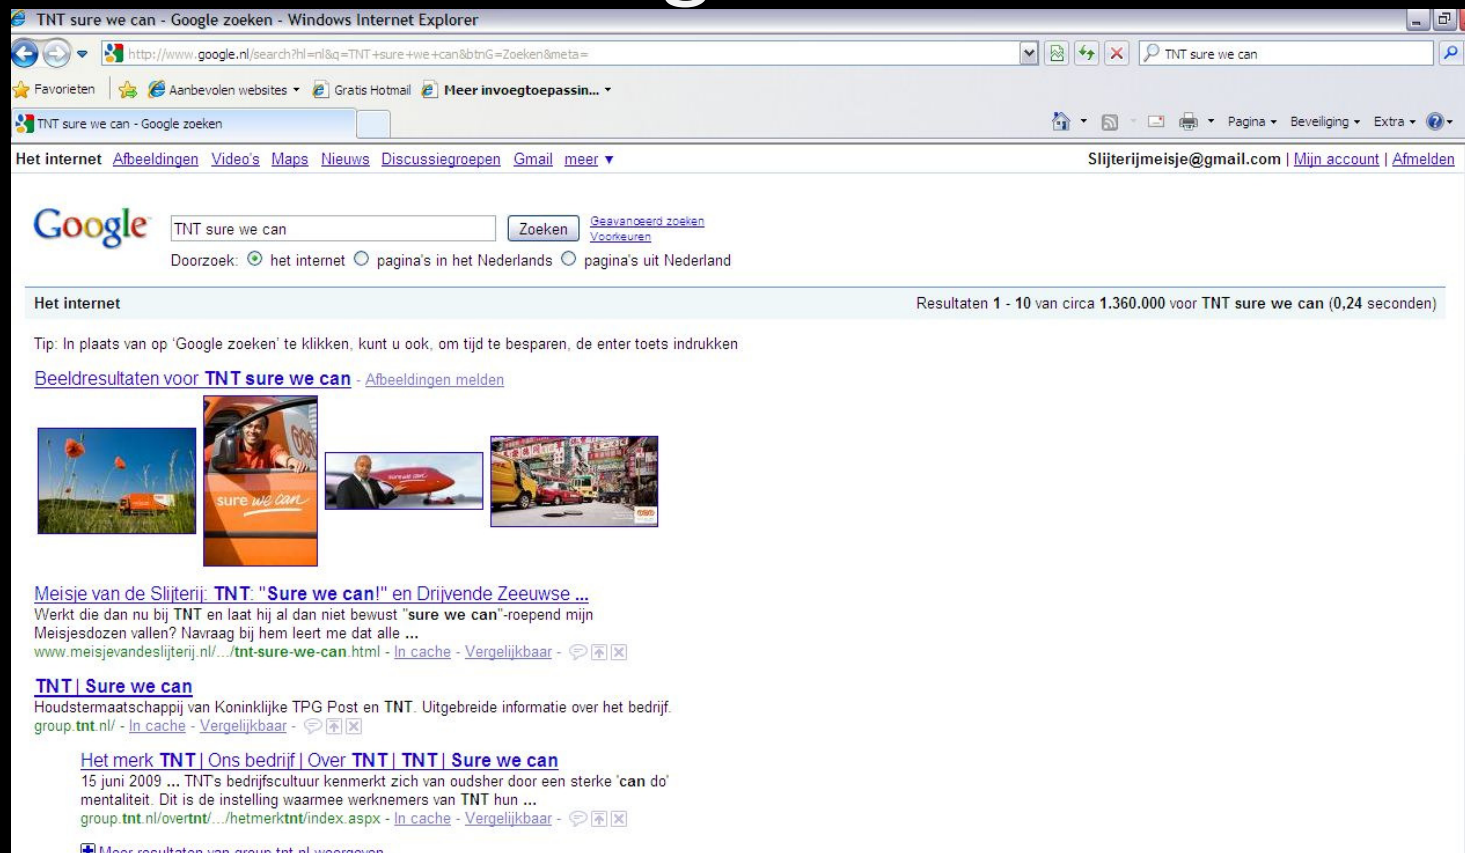 TNT sure we can - Google zoeken - Windows Internet Explorer
http://www.google.nl/search?hl=nl&q=TNT+sure+we+can&btnG=Zoeken&meta=
TNT sure we can
Favorieten Aanbevolen websites Gratis Hotmail Meer invoegtoepassin...
TNT sure we can - Google zoeken
Pagina Beveiliging Extra
Het internet Afbeeldingen Video's Maps Nieuws Discussiegroepen Gmail meer ▼
Slijterijmeisje@gmail.com | Mijn account | Afmelden
Google TNT sure we can Zoeken Geavanceerd zoeken
Voorkeuren
Doorzoek: het internet pagina's in het Nederlands pagina's uit Nederland
Het internet Resultaten 1 - 10 van circa 1.360.000 voor TNT sure we can (0,24 seconden)
Tip: In plaats van op 'Google zoeken' te klikken, kunt u ook, om tijd te besparen, de enter toets indrukken
Beeldresultaten voor TNT sure we can - Afbeeldingen melden
sure we can
sure we can
Meisje van de Slijterij: TNT: "Sure we can!" en Drijvende Zeeuwse ...
Werkt die dan nu bij TNT en laat hij al dan niet bewust "sure we can"-roepend mijn
Meisjesdozen vallen? Navraag bij hem leert me dat alle ...
www.meisjevandeslijterij.nl/.../tnt-sure-we-can.html - In cache - Vergelijkbaar -
TNT | Sure we can
Houdstermaatschappij van Koninklijke TPG Post en TNT. Uitgebreide informatie over het bedrijf.
group.tnt.nl/ - In cache - Vergelijkbaar -
Het merk TNT | Ons bedrijf | Over TNT | TNT | Sure we can
15 juni 2009 ... TNT's bedrijfscultuur kenmerkt zich van oudsher door een sterke 'can do'
mentaliteit. Dit is de instelling waarmee werknemers van TNT hun ...
group.tnt.nl/overtnt/.../hetmerktnt/index.aspx - In cache - Vergelijkbaar -
Meer resultaten van group.tnt.nl weergeven